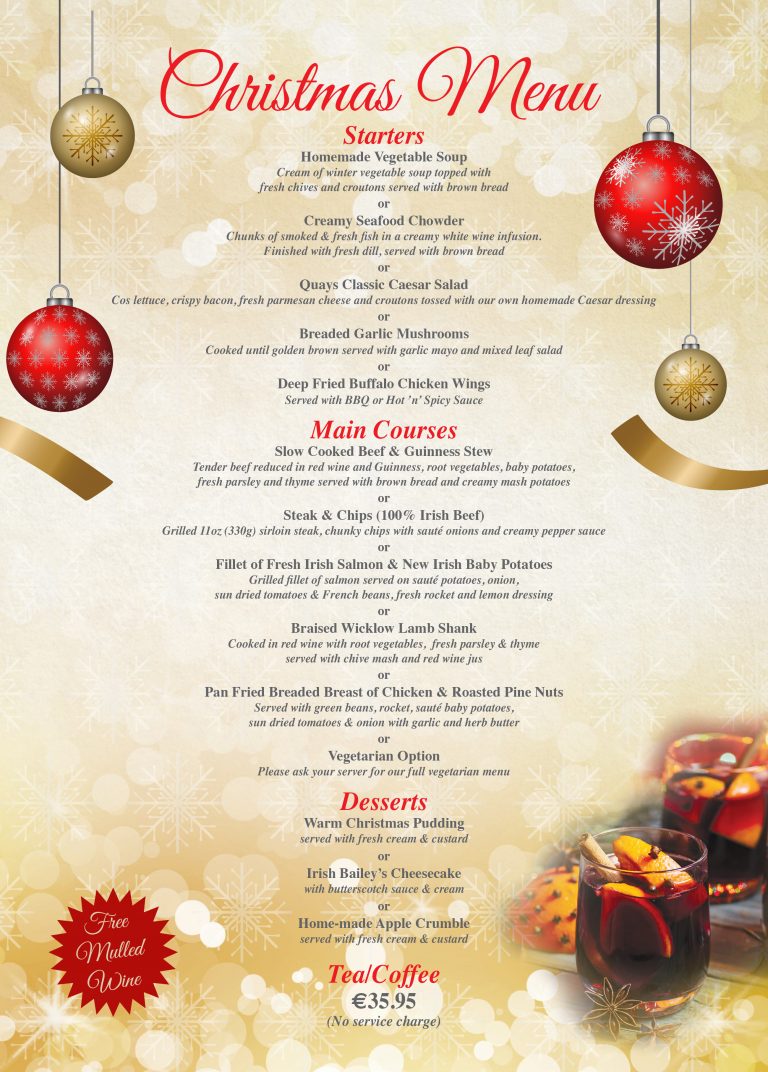 Christmas Menu
Starters
Homemade Vegetable Soup
Cream of winter vegetable soup topped with
fresh chives and croutons served with brown bread
or
Creamy Seafood Chowder
Chunks of smoked & fresh fish in a creamy white wine infusion.
Finished with fresh dill, served with brown bread
or
Quays Classic Caesar Salad
Cos lettuce, crispy bacon, fresh parmesan cheese and croutons tossed with our own homemade Caesar dressing
or
Breaded Garlic Mushrooms
Cooked until golden brown served with garlic mayo and mixed leaf salad
or
Deep Fried Buffalo Chicken Wings
Served with BBQ or Hot 'n' Spicy Sauce
Main Courses
Slow Cooked Beef & Guinness Stew
Tender beef reduced in red wine and Guinness, root vegetables, baby potatoes,
fresh parsley and thyme served with brown bread and creamy mash potatoes
or
Steak & Chips (100% Irish Beef)
Grilled 11oz (330g) sirloin steak, chunky chips with sauté onions and creamy pepper sauce
or
Fillet of Fresh Irish Salmon & New Irish Baby Potatoes
Grilled fillet of salmon served on sauté potatoes, onion,
sun dried tomatoes & French beans, fresh rocket and lemon dressing
or
Braised Wicklow Lamb Shank
Cooked in red wine with root vegetables, fresh parsley & thyme
served with chive mash and red wine jus
or
Pan Fried Breaded Breast of Chicken & Roasted Pine Nuts
Served with green beans, rocket, sauté baby potatoes,
sun dried tomatoes & onion with garlic and herb butter
or
Vegetarian Option
Please ask your server for our full vegetarian menu
Desserts
Warm Christmas Pudding
served with fresh cream & custard
or
Irish Bailey's Cheesecake
with butterscotch sauce & cream
or
Home-made Apple Crumble
served with fresh cream & custard
Tea/Coffee
€35.95
(No service charge)
Free
Mulled
Wine